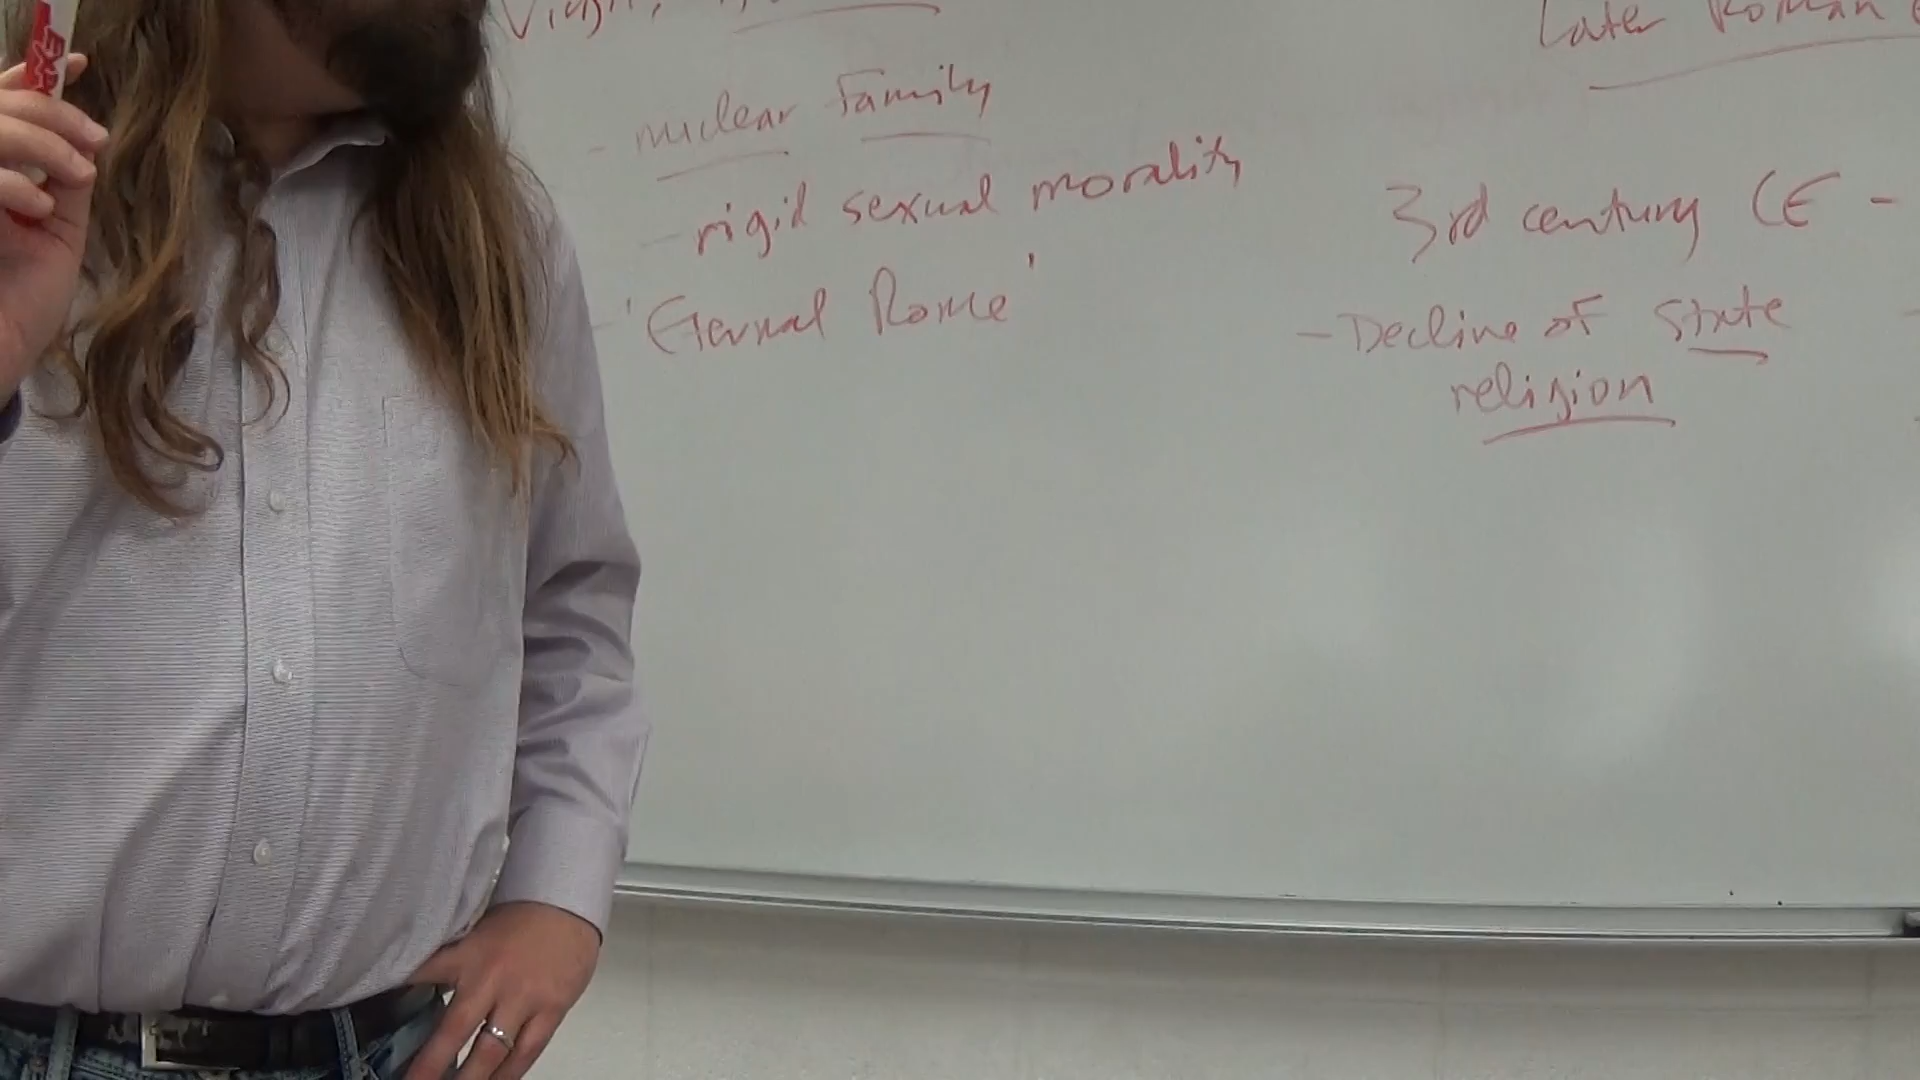 Later Roman
- nuclear Family
- rigid sexual morality
- 'Eternal Rome'
3rd century CE -
- Decline of state
religion